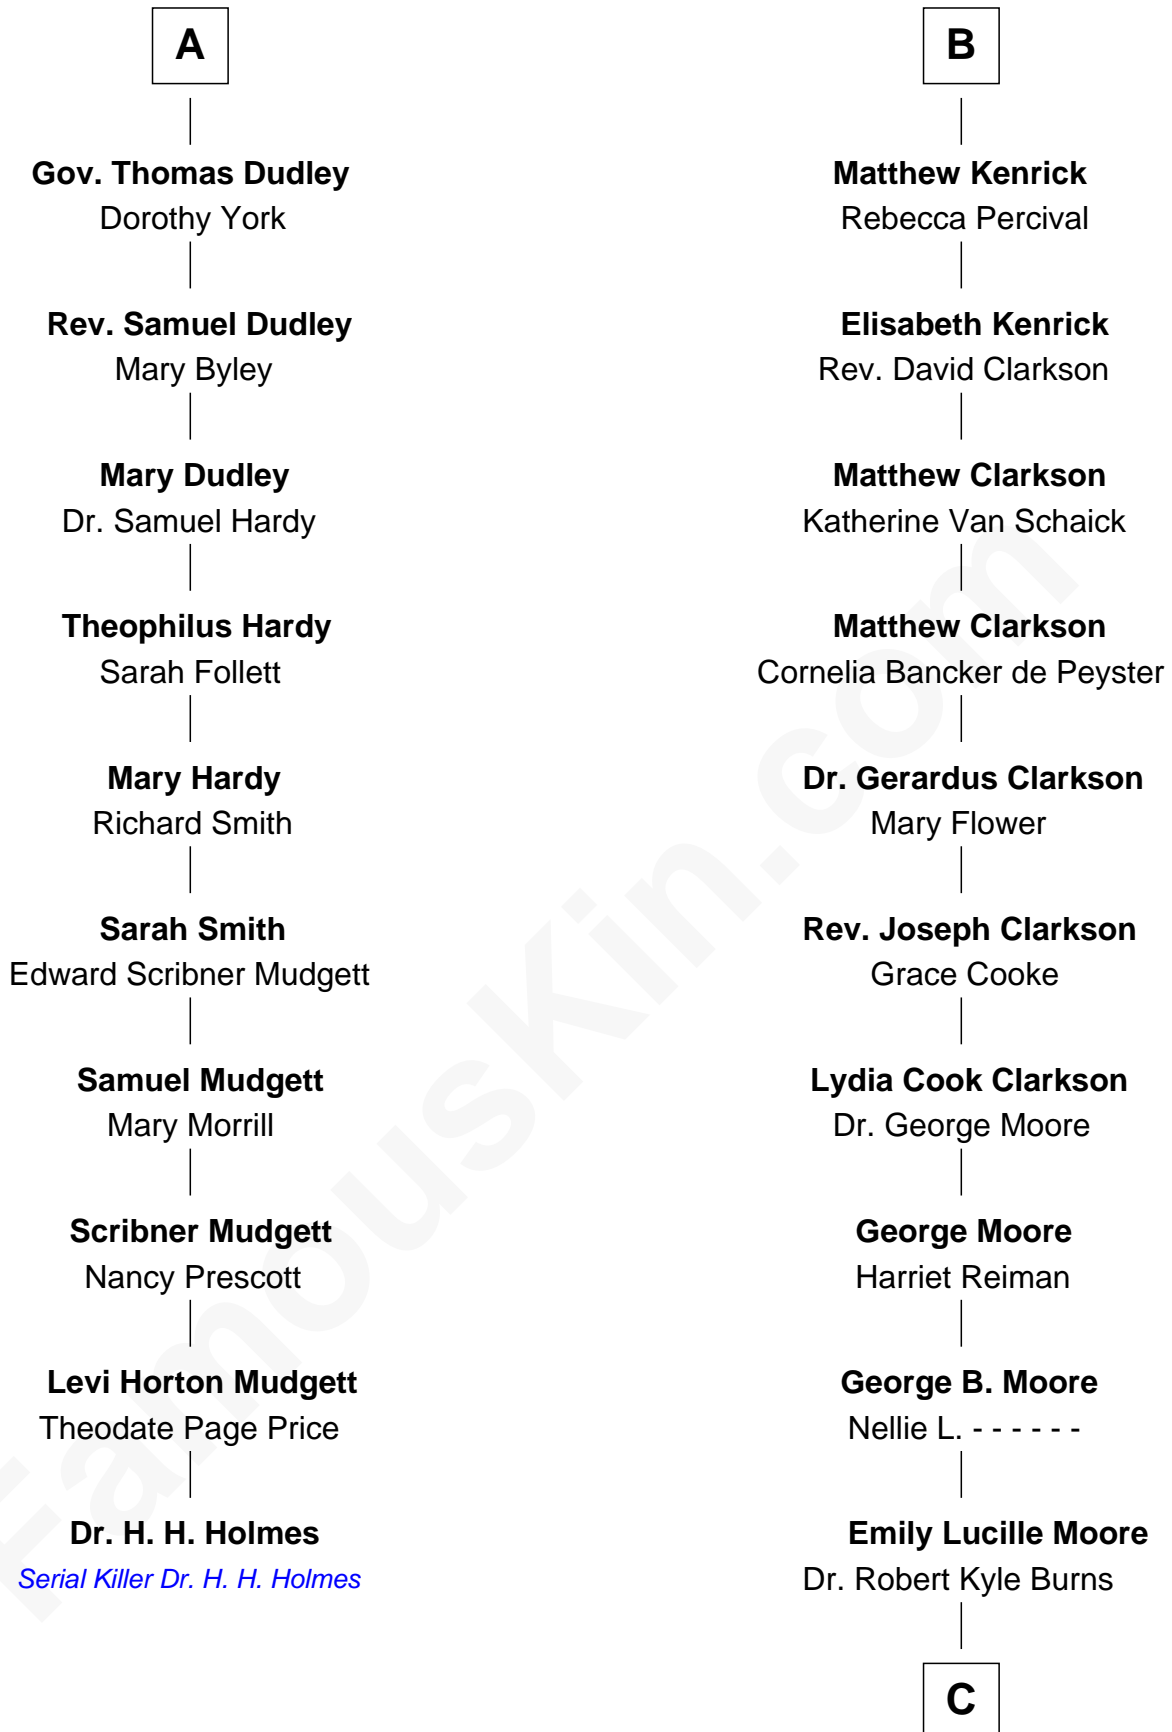 A
Gov. Thomas Dudley
Dorothy York
Rev. Samuel Dudley
Mary Byley
Mary Dudley
Dr. Samuel Hardy
Theophilus Hardy
Sarah Follett
Mary Hardy
Richard Smith
Sarah Smith
Edward Scribner Mudgett
Samuel Mudgett
Mary Morrill
Scribner Mudgett
Nancy Prescott
Levi Horton Mudgett
Theodate Page Price
Dr. H. H. Holmes
Serial Killer Dr. H. H. Holmes
B
Matthew Kenrick
Rebecca Percival
Elisabeth Kenrick
Rev. David Clarkson
Matthew Clarkson
Katherine Van Schaick
Matthew Clarkson
Cornelia Bancker de Peyster
Dr. Gerardus Clarkson
Mary Flower
Rev. Joseph Clarkson
Grace Cooke
Lydia Cook Clarkson
Dr. George Moore
George Moore
Harriet Reiman
George B. Moore
Nellie L. - - - - - -
Emily Lucille Moore
Dr. Robert Kyle Burns
C
FamousKin.com